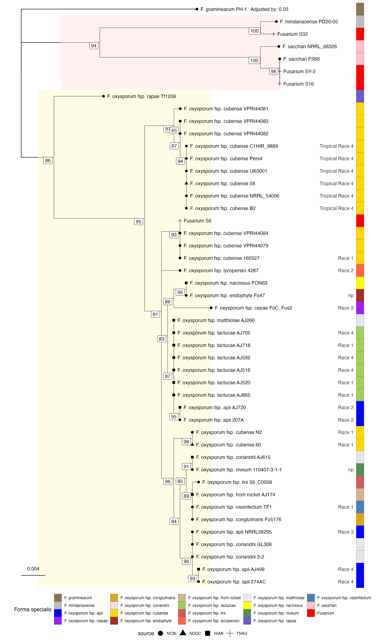 F. graminearum PH-1 Adjusted by: 0.03
F. mindanaoense PD20-05
100
Fusarium S32
94
F. sacchari NRRL_66326
100
F. sacchari FS66
96
Fusarium SY-2
Fusarium S16
F. oxysporum fsp. rapae Tf1208
F. oxysporum fsp. cubense VPRI44081
F. oxysporum fsp. cubense VPRI44083
F. oxysporum fsp. cubense VPRI44082
87
F. oxysporum fsp. cubense C1HIR_9889 Tropical Race 4
94
F. oxysporum fsp. cubense Pers4 Tropical Race 4
86
F. oxysporum fsp. cubense UK0001 Tropical Race 4
F. oxysporum fsp. cubense 58 Tropical Race 4
F. oxysporum fsp. cubense NRRL_54006 Tropical Race 4
F. oxysporum fsp. cubense B2 Tropical Race 4
95
Fusarium S6
93
F. oxysporum fsp. cubense VPRI44084
F. oxysporum fsp. cubense VPRI44079
F. oxysporum fsp. cubense 160527 Race 1
F. oxysporum fsp. lycopersici 4287 Race 2
F. oxysporum fsp. narcissus FON63
95
F. oxysporum fsp. endophyte Fo47 np
86
F. oxysporum fsp. cepae FoC_Fus2 Race 2
81
F. oxysporum fsp. matthiolae AJ260
F. oxysporum fsp. lactucae AJ705 Race 4
83
F. oxysporum fsp. lactucae AJ718 Race 1
F. oxysporum fsp. lactucae AJ592 Race 4
F. oxysporum fsp. lactucae AJ516 Race 4
87
F. oxysporum fsp. lactucae AJ520 Race 1
F. oxysporum fsp. lactucae AJ865 Race 1
F. oxysporum fsp. apii AJ720 Race 2
95
F. oxysporum fsp. apii 207A Race 2
F. oxysporum fsp. cubense N2 Race 1
98
F. oxysporum fsp. cubense 60 Race 1
F. oxysporum fsp. coriandrii AJ615
91
F. oxysporum fsp. niveum 110407-3-1-1 np
96
85
F. oxysporum fsp. lini 39_C0058
89
F. oxysporum fsp. from rocket AJ174
F. oxysporum fsp. vasinfectum TF1 Race 1
84
F. oxysporum fsp. conglutinans Fo5176
F. oxysporum fsp. apii NRRL38295 Race 3
F. oxysporum fsp. coriandrii GL306
F. oxysporum fsp. coriandrii 3-2
96
F. oxysporum fsp. apii AJ498 Race 4
0.004
93
F. oxysporum fsp. apii 274AC Race 4
F. graminearum F. oxysporum fsp. conglutinans F. oxysporum fsp. from rocket F. oxysporum fsp. matthiolae F. oxysporum fsp. vasinfectum
F. mindanaoense F. oxysporum fsp. coriandrii F. oxysporum fsp. lactucae F. oxysporum fsp. narcissus F. sacchari
Forma specialis
F. oxysporum fsp. apii F. oxysporum fsp. cubense F. oxysporum fsp. lini F. oxysporum fsp. niveum Fusarium
F. oxysporum fsp. cepae F. oxysporum fsp. endophyte F. oxysporum fsp. lycopersici F. oxysporum fsp. rapae
source NCBI NGDC NIAB TMAU